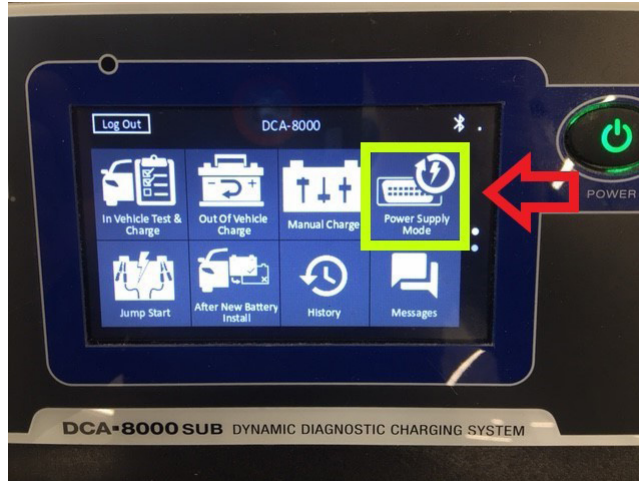 Log Out
DCA-8000
In Vehicle Test &
Charge
Out Of Vehicle
Charge
Manual Charge
Power Supply
Mode
POWER
Jump Start
After New Battery
Install
History
Messages
DCA-8000 SUB DYNAMIC DIAGNOSTIC CHARGING SYSTEM